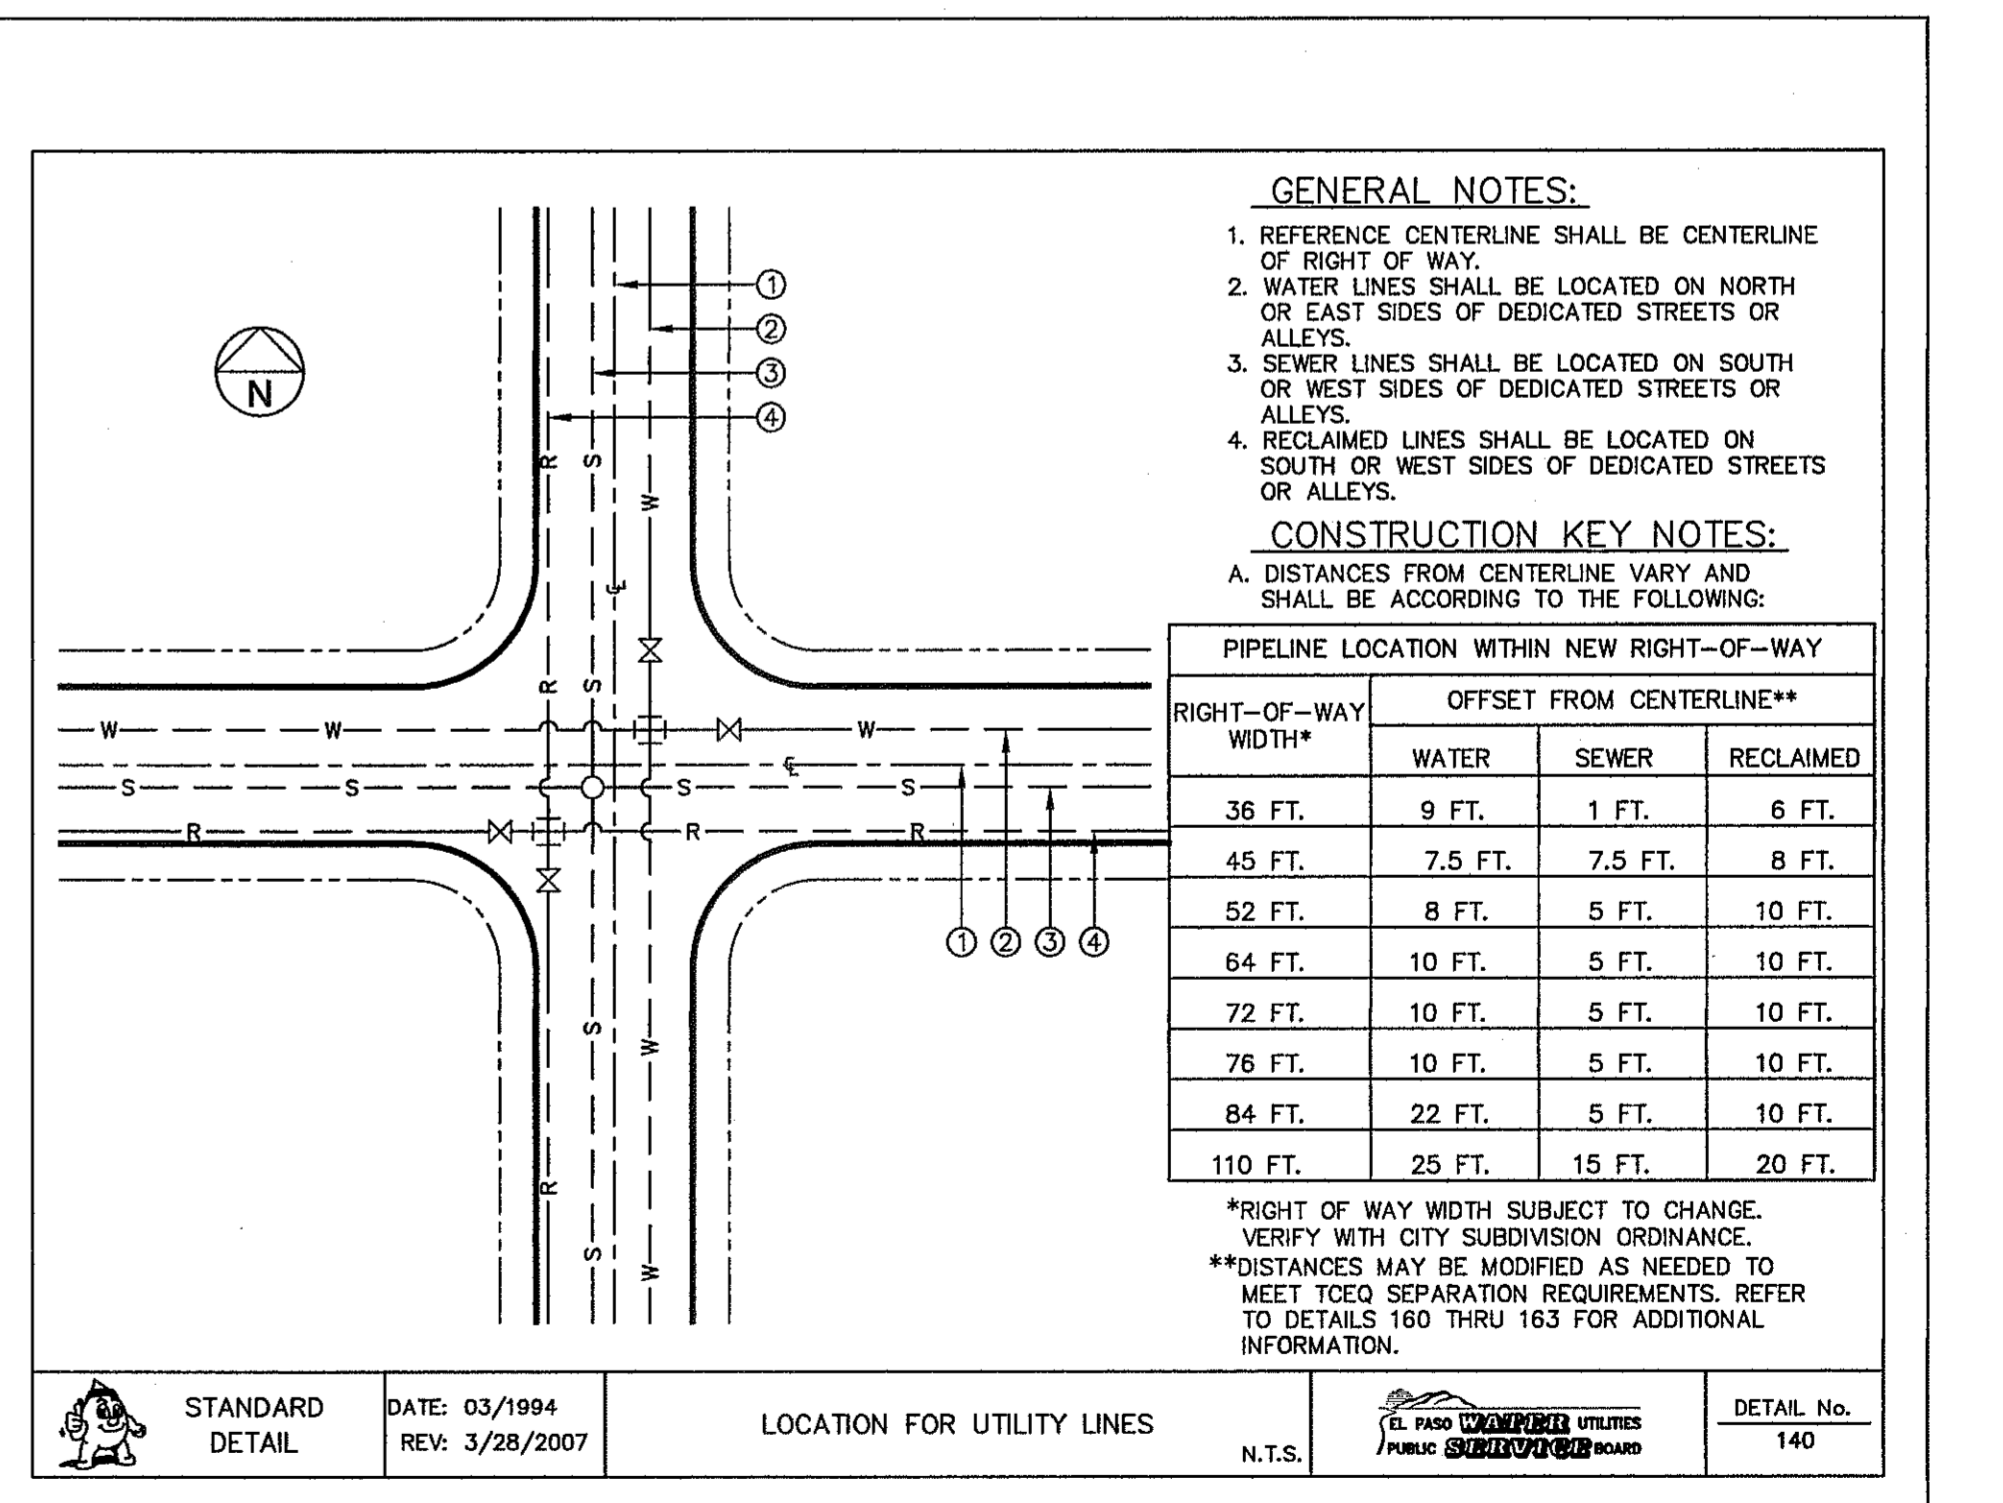 GENERAL NOTES:
1. REFERENCE CENTERLINE SHALL BE CENTERLINE
OF RIGHT OF WAY.
2. WATER LINES SHALL BE LOCATED ON NORTH
OR EAST SIDES OF DEDICATED STREETS OR
ALLEYS.
3. SEWER LINES SHALL BE LOCATED ON SOUTH
OR WEST SIDES OF DEDICATED STREETS OR
ALLEYS.
4. RECLAIMED LINES SHALL BE LOCATED ON
SOUTH OR WEST SIDES OF DEDICATED STREETS
OR ALLEYS.
CONSTRUCTION KEY NOTES:
A. DISTANCES FROM CENTERLINE VARY AND
SHALL BE ACCORDING TO THE FOLLOWING:
PIPELINE LOCATION WITHIN NEW RIGHT-OF-WAY
RIGHT-OF-WAY WIDTH* OFFSET FROM CENTERLINE**
WATER SEWER RECLAIMED
36 FT. 9 FT. 1 FT. 6 FT.
45 FT. 7.5 FT. 7.5 FT. 8 FT.
52 FT. 8 FT. 5 FT. 10 FT.
64 FT. 10 FT. 5 FT. 10 FT.
72 FT. 10 FT. 5 FT. 10 FT.
76 FT. 10 FT. 5 FT. 10 FT.
84 FT. 22 FT. 5 FT. 10 FT.
110 FT. 25 FT. 15 FT. 20 FT.
*RIGHT OF WAY WIDTH SUBJECT TO CHANGE.
VERIFY WITH CITY SUBDIVISION ORDINANCE.
**DISTANCES MAY BE MODIFIED AS NEEDED TO
MEET TCEQ SEPARATION REQUIREMENTS. REFER
TO DETAILS 160 THRU 163 FOR ADDITIONAL
INFORMATION.
N
1
2
3
4
R S
W
℄
R S
W W W
℄
S S S S
R R R
1 2 3 4
S
W
R
S
W
STANDARD
DETAIL
DATE: 03/1994
REV: 3/28/2007
LOCATION FOR UTILITY LINES
N.T.S.
EL PASO WATER UTILITIES
PUBLIC SERVICE BOARD
DETAIL No.
140